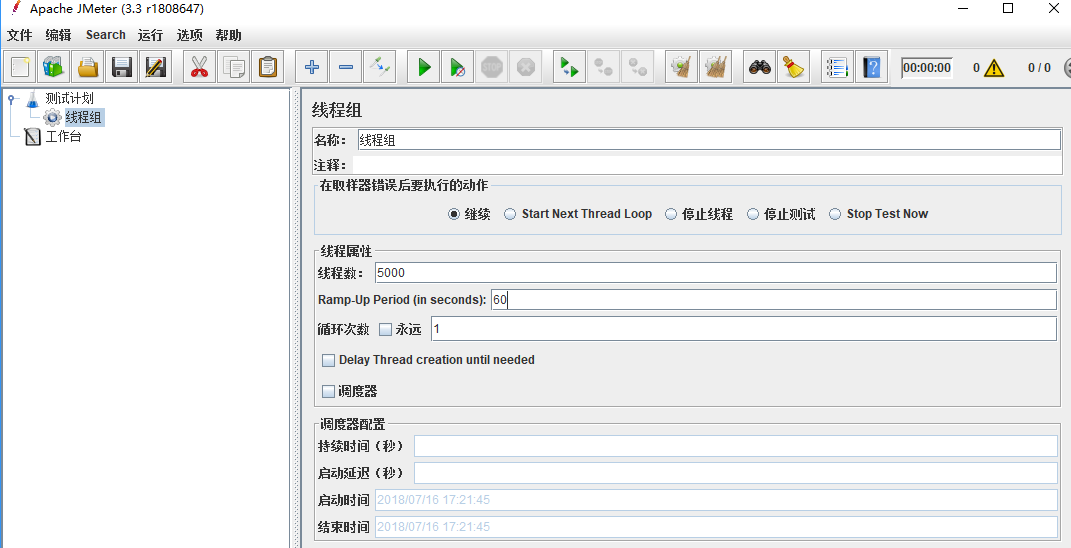 Apache JMeter (3.3 r1808647)
文件 编辑 Search 运行 选项 帮助
STOP 00:00:00 0 0 / 0
测试计划
线程组
工作台
线程组
名称： 线程组
注释：
在取样器错误后要执行的动作
继续 Start Next Thread Loop 停止线程 停止测试 Stop Test Now
线程属性
线程数： 5000
Ramp-Up Period (in seconds): 60
循环次数 永远 1
Delay Thread creation until needed
调度器
调度器配置
持续时间（秒）
启动延迟（秒）
启动时间 2018/07/16 17:21:45
结束时间 2018/07/16 17:21:45